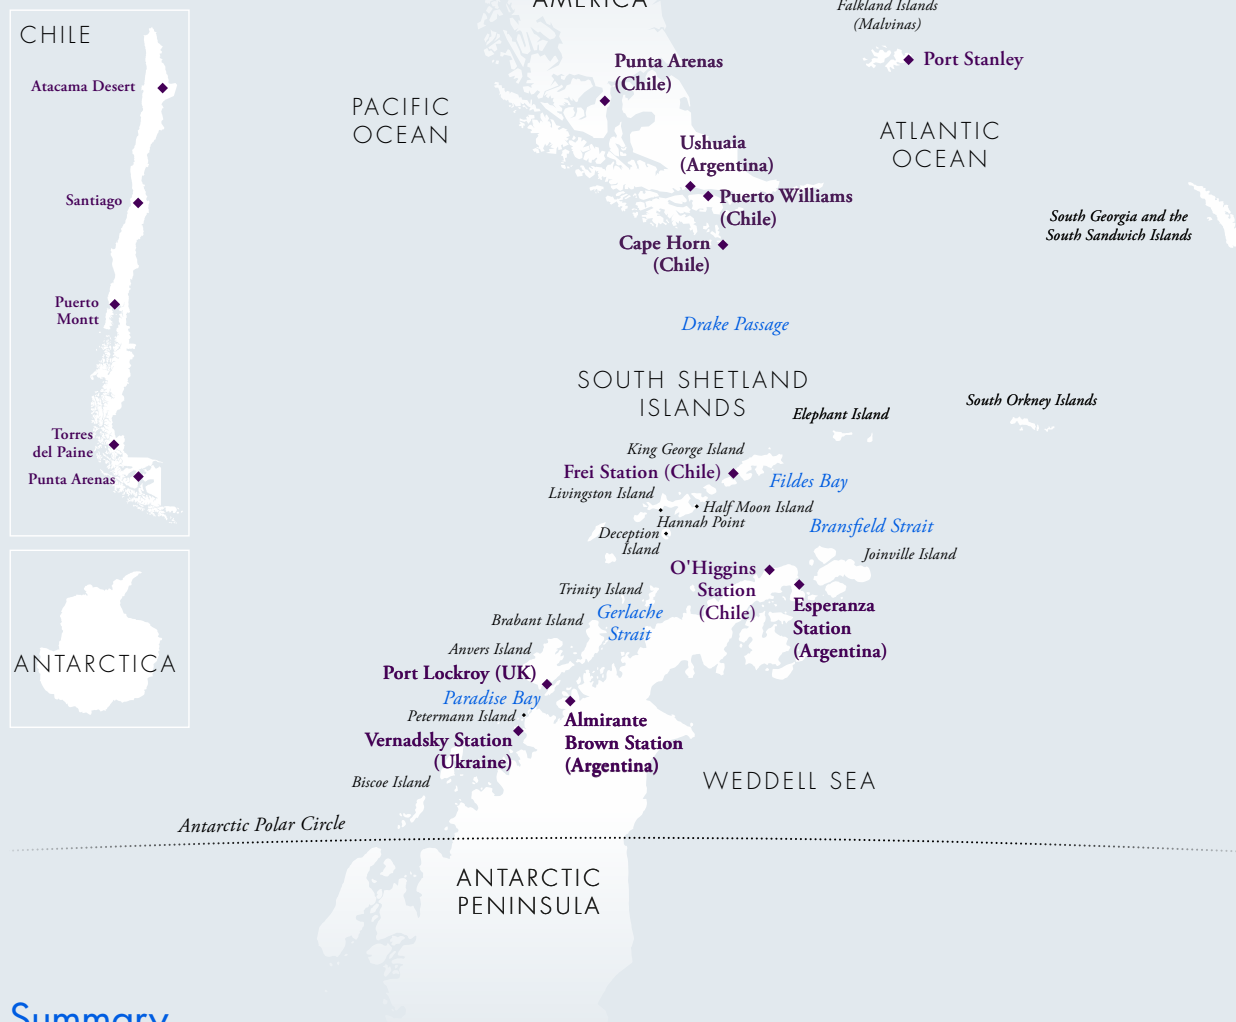 CHILE
Atacama Desert
Santiago
Puerto
Montt
Torres
del Paine
Punta Arenas
ANTARCTICA
AMERICA
Falkland Islands
(Malvinas)
Port Stanley
Punta Arenas
(Chile)
PACIFIC
OCEAN
ATLANTIC
OCEAN
Ushuaia
(Argentina)
Puerto Williams
(Chile)
South Georgia and the
South Sandwich Islands
Cape Horn
(Chile)
Drake Passage
SOUTH SHETLAND
ISLANDS
Elephant Island
South Orkney Islands
King George Island
Frei Station (Chile)
Fildes Bay
Livingston Island
Half Moon Island
Hannah Point
Bransfield Strait
Deception
Island
Joinville Island
O'Higgins
Station
(Chile)
Trinity Island
Esperanza
Station
(Argentina)
Gerlache
Strait
Brabant Island
Anvers Island
Port Lockroy (UK)
Paradise Bay
Petermann Island
Almirante
Brown Station
(Argentina)
Vernadsky Station
(Ukraine)
Biscoe Island
WEDDELL SEA
Antarctic Polar Circle
ANTARCTIC
PENINSULA
Summary